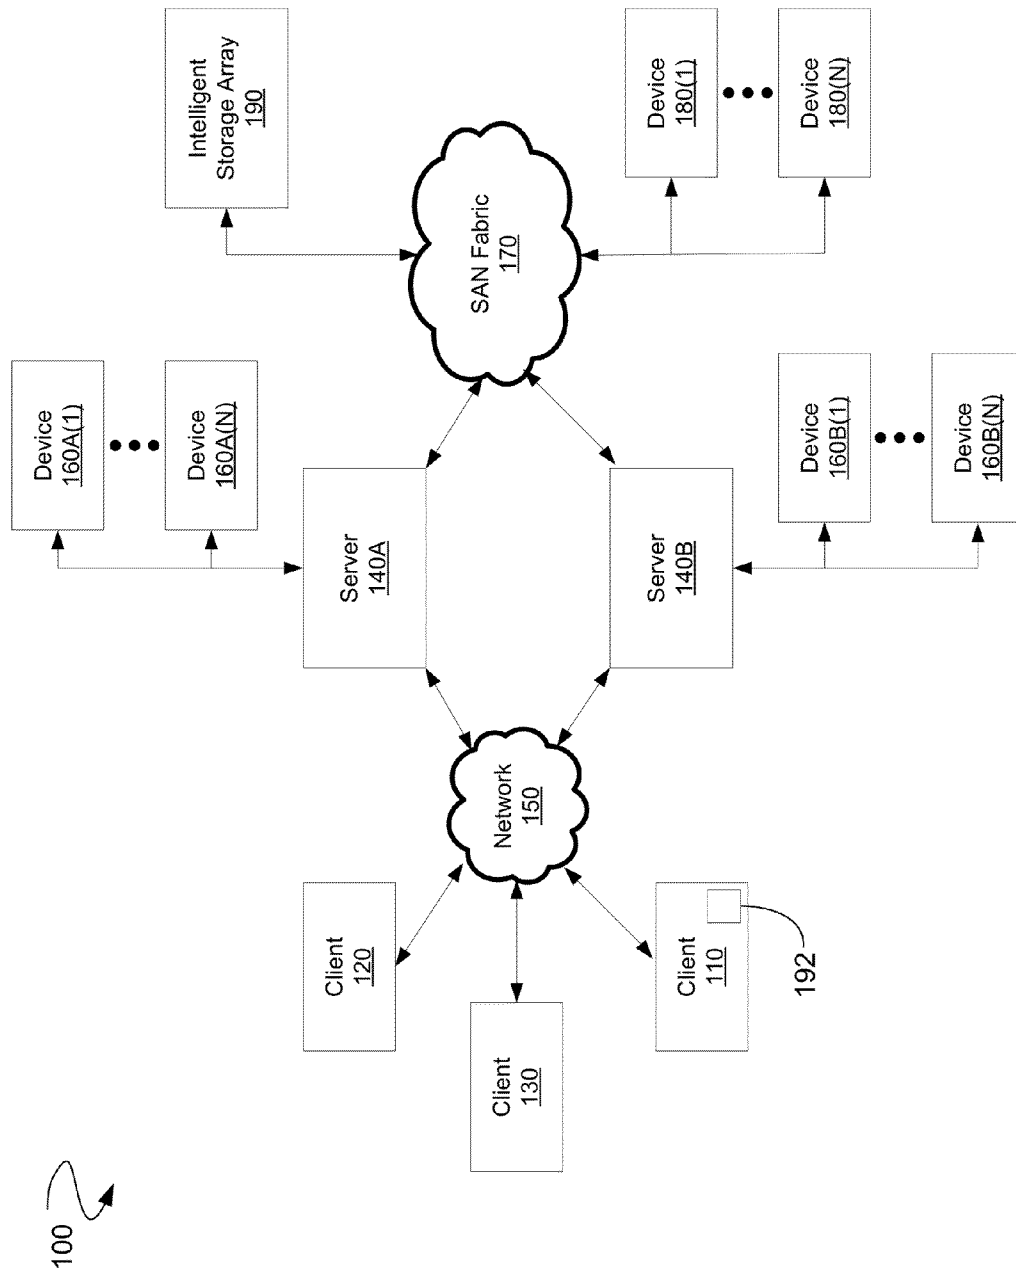 100
Client
120
Client
130
Client
110
192
Network
150
Server
140A
Server
140B
Device
160A(1)
Device
160A(N)
Device
160B(1)
Device
160B(N)
SAN Fabric
170
Intelligent
Storage Array
190
Device
180(1)
Device
180(N)